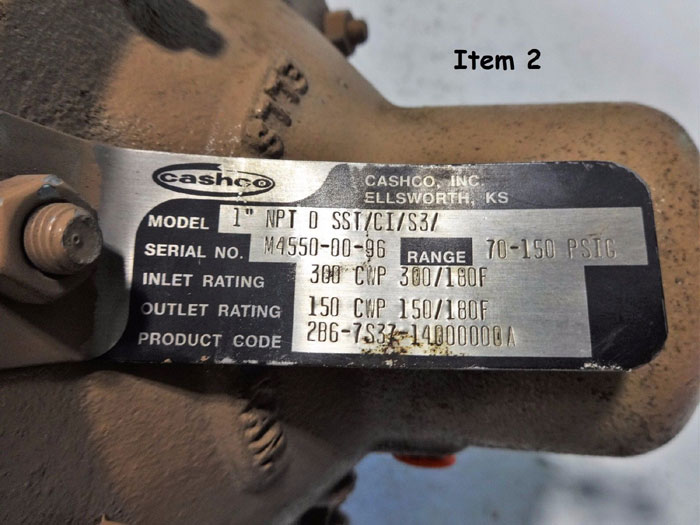 Item 2
cashco
CASHCO, INC.
ELLSWORTH, KS
MODEL 1" NPT D SST/CI/S3/
SERIAL NO. M4550-00-96 RANGE 70-150 PSIG
INLET RATING 300 CWP 300/180F
OUTLET RATING 150 CWP 150/180F
PRODUCT CODE 2B6-7S37-14000000A